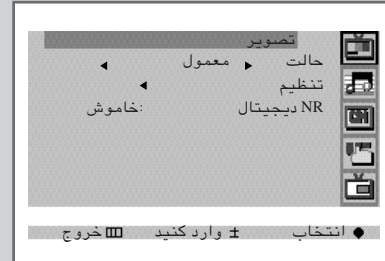 تصویر
حالت معمول
تنظیم
NR دیجیتال :خاموش
انتخاب ± وارد کنید خروج